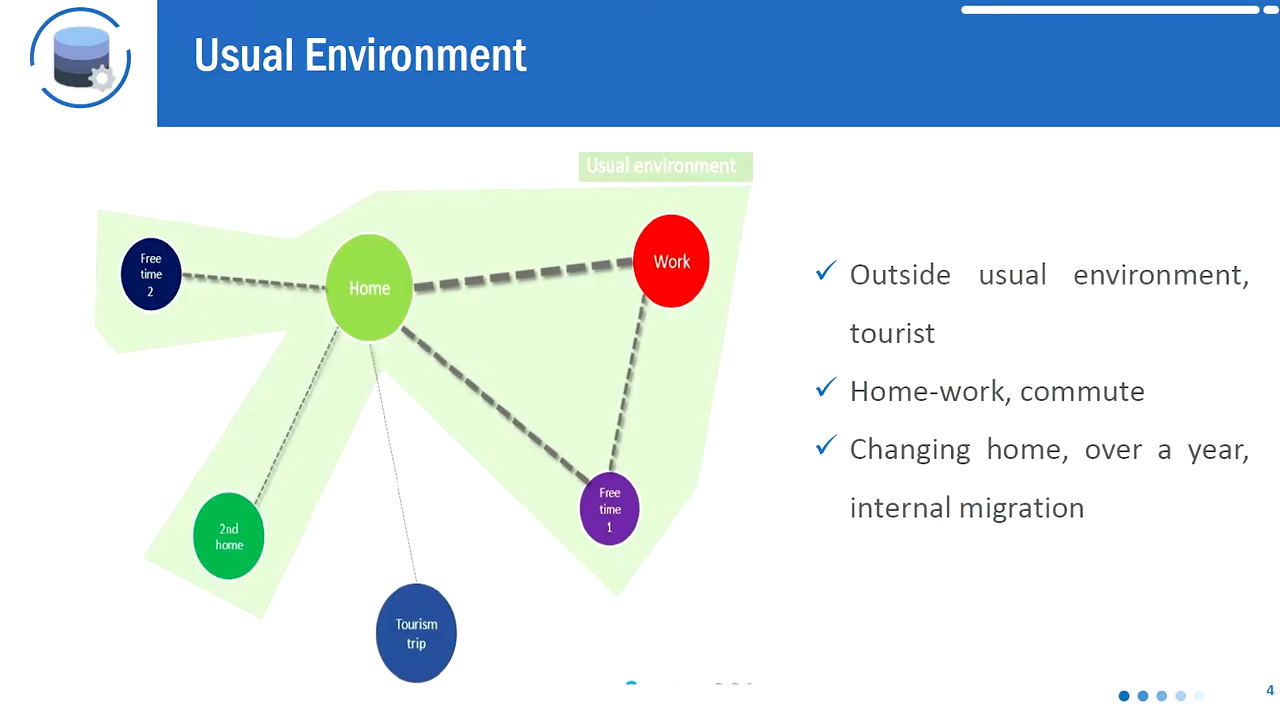 Usual Environment
Usual environment
Free
time
2
Home
Work
2nd
home
Free
time
1
Tourism
trip
Outside usual environment,
tourist
Home-work, commute
Changing home, over a year,
internal migration
4